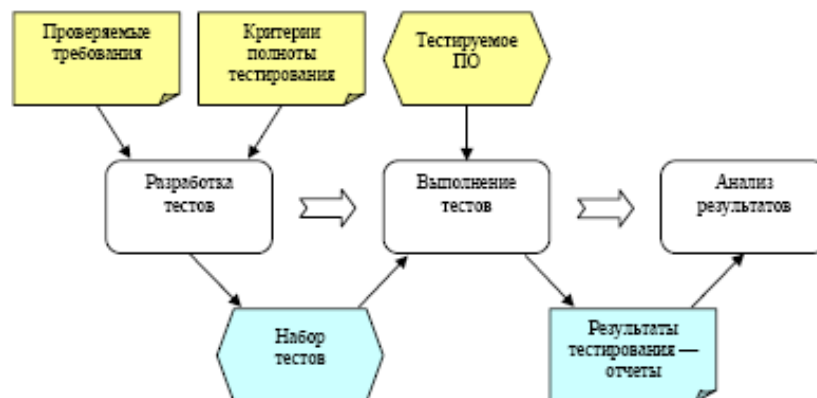 Проверяемые
требования
Критерии
полноты
тестирования
Тестируемое
ПО
Разработка
тестов
Выполнение
тестов
Анализ
результатов
Набор
тестов
Результаты
тестирования —
отчеты